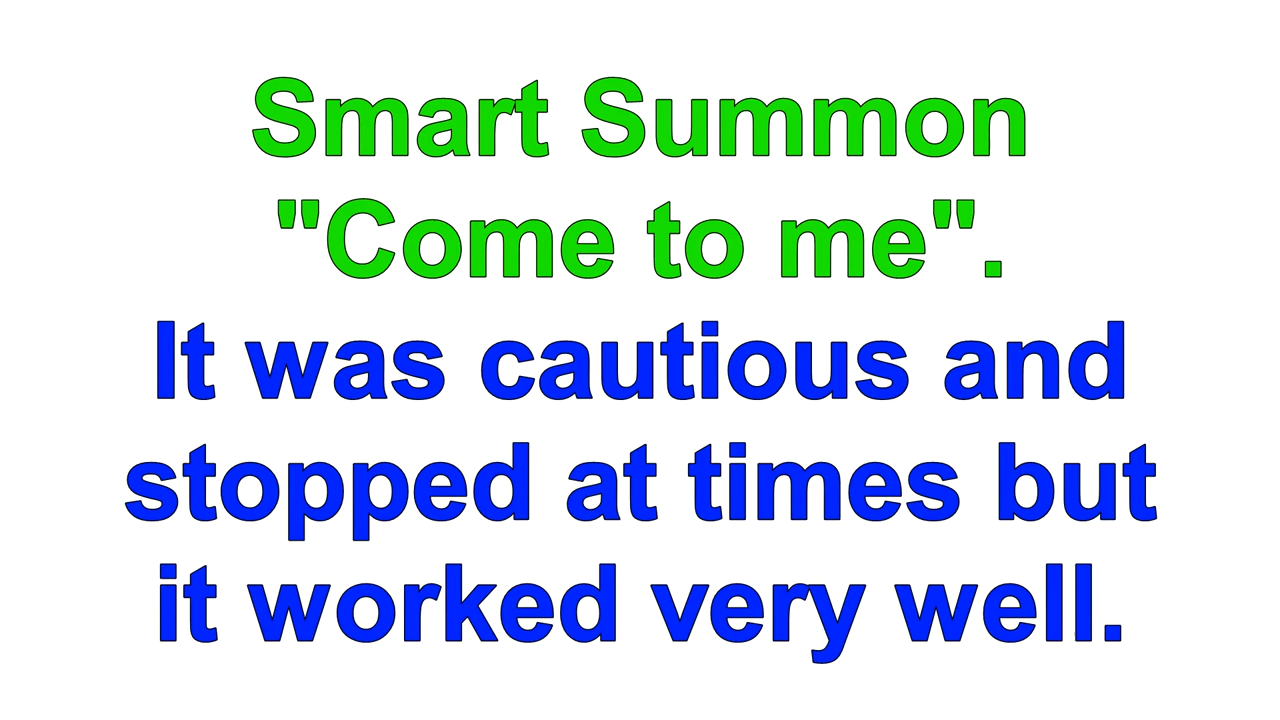 Smart Summon
"Come to me".
It was cautious and
stopped at times but
it worked very well.